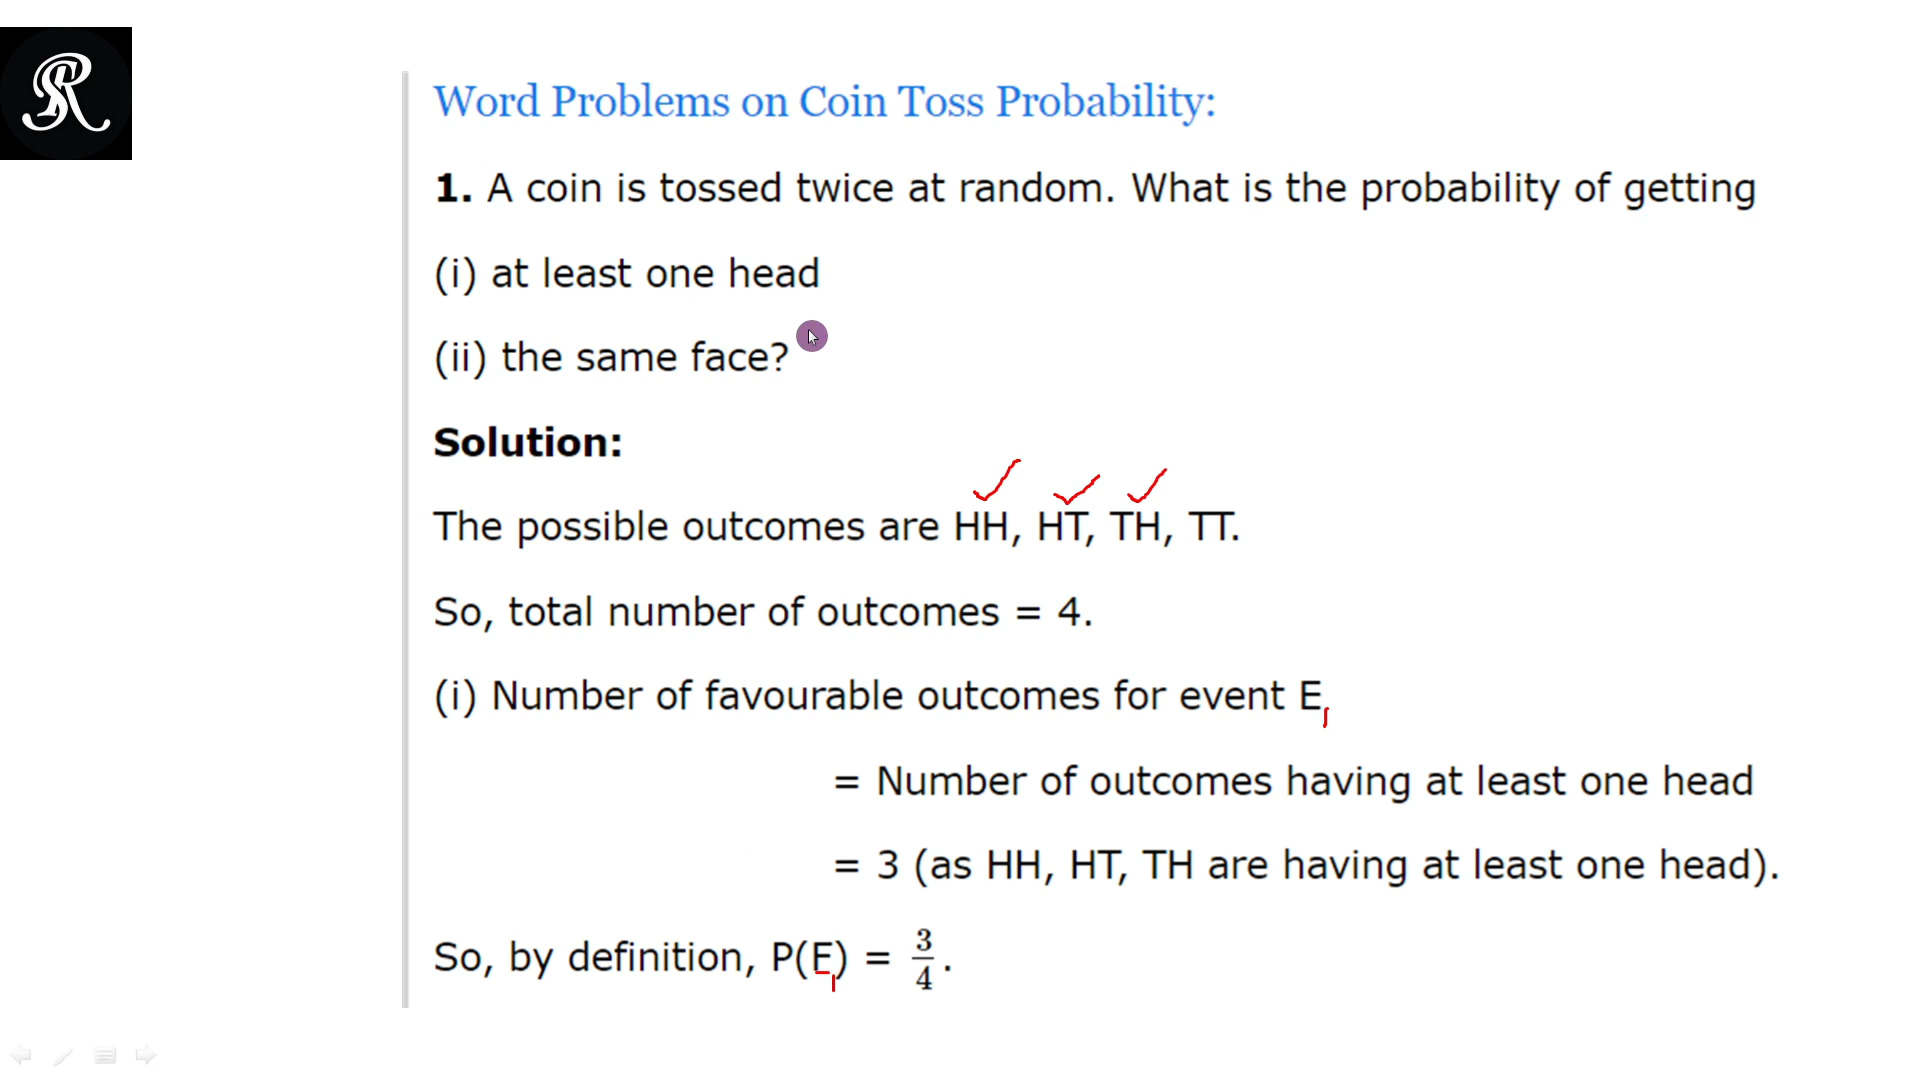 Word Problems on Coin Toss Probability:
1. A coin is tossed twice at random. What is the probability of getting
(i) at least one head
(ii) the same face?
Solution:
The possible outcomes are HH, HT, TH, TT.
So, total number of outcomes = 4.
(i) Number of favourable outcomes for event E₁
= Number of outcomes having at least one head
= 3 (as HH, HT, TH are having at least one head).
So, by definition, P(E₁) = 3/4.